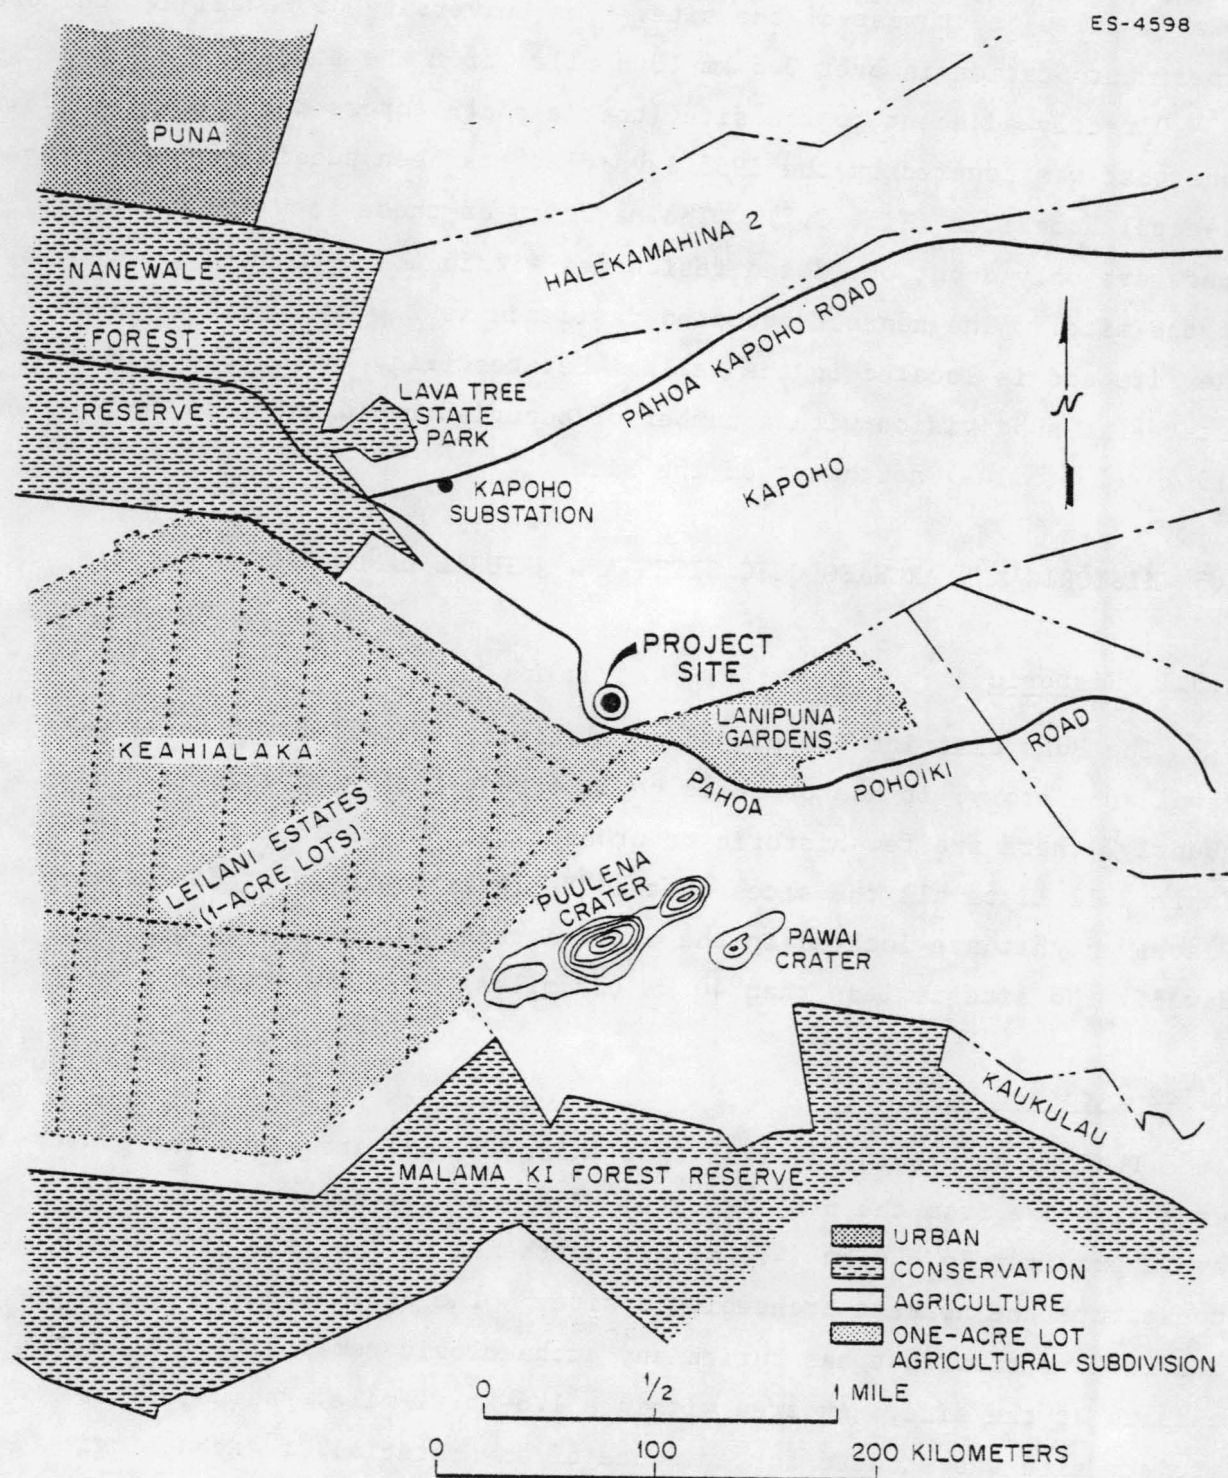 ES-4598
PUNA
HALEKAMAHINA 2
NANEWALE
FOREST
RESERVE
PAHOA KAPOHO ROAD
LAVA TREE
STATE
PARK
N
KAPOHO
KAPOHO
SUBSTATION
PROJECT
SITE
LANIPUNA
GARDENS
KEAHIALAKA
PAHOA POHOIKI ROAD
LEILANI ESTATES
(1-ACRE LOTS)
PUULENA
CRATER
PAWAI
CRATER
KAUKULAU
MALAMA KI FOREST RESERVE
URBAN
CONSERVATION
AGRICULTURE
ONE-ACRE LOT
AGRICULTURAL SUBDIVISION
0 1/2 1 MILE
0 100 200 KILOMETERS